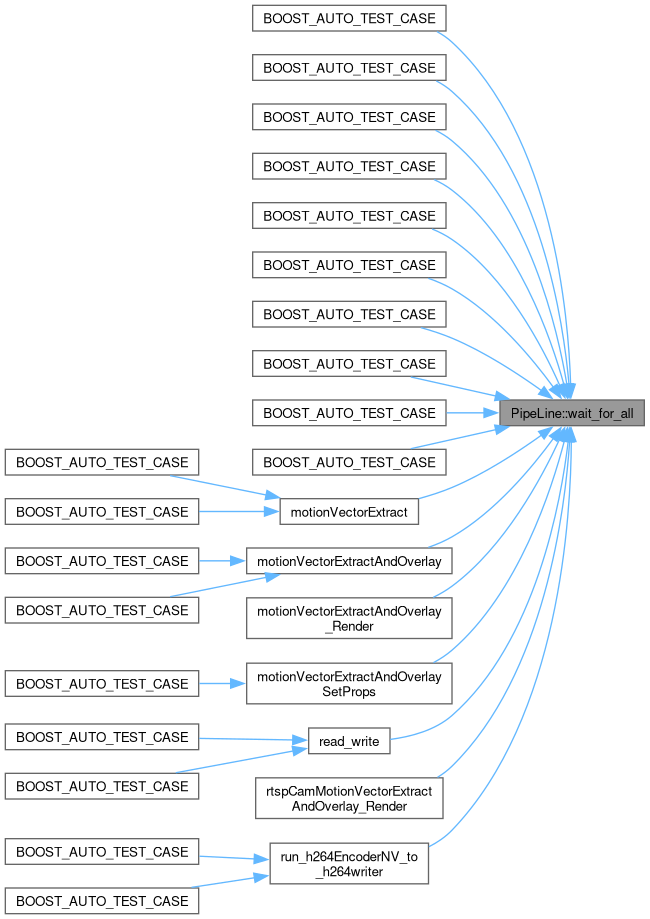 BOOST_AUTO_TEST_CASE
BOOST_AUTO_TEST_CASE
BOOST_AUTO_TEST_CASE
BOOST_AUTO_TEST_CASE
BOOST_AUTO_TEST_CASE
BOOST_AUTO_TEST_CASE
BOOST_AUTO_TEST_CASE
BOOST_AUTO_TEST_CASE
BOOST_AUTO_TEST_CASE
PipeLine::wait_for_all
BOOST_AUTO_TEST_CASE
BOOST_AUTO_TEST_CASE
BOOST_AUTO_TEST_CASE
motionVectorExtract
BOOST_AUTO_TEST_CASE
motionVectorExtractAndOverlay
BOOST_AUTO_TEST_CASE
motionVectorExtractAndOverlay
_Render
BOOST_AUTO_TEST_CASE
motionVectorExtractAndOverlay
SetProps
BOOST_AUTO_TEST_CASE
read_write
BOOST_AUTO_TEST_CASE
rtspCamMotionVectorExtract
AndOverlay_Render
BOOST_AUTO_TEST_CASE
run_h264EncoderNV_to
_h264writer
BOOST_AUTO_TEST_CASE